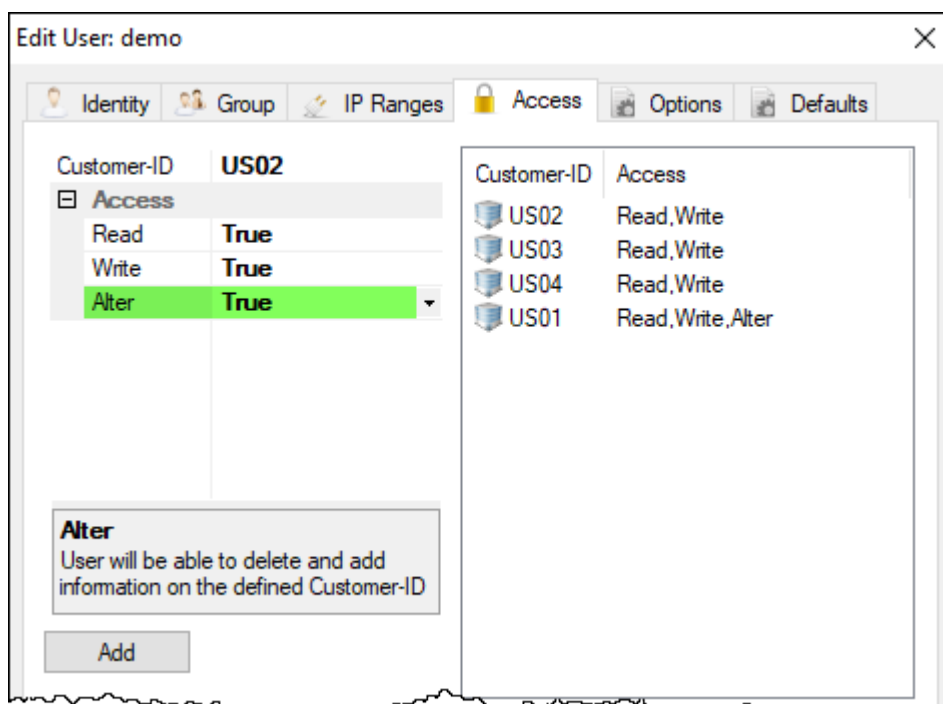 Edit User: demo
Identity Group IP Ranges Access Options Defaults
Customer-ID US02
Access
Read True
Write True
Alter True
Alter
User will be able to delete and add
information on the defined Customer-ID
Add
Customer-ID Access
US02 Read,Write
US03 Read,Write
US04 Read,Write
US01 Read,Write,Alter